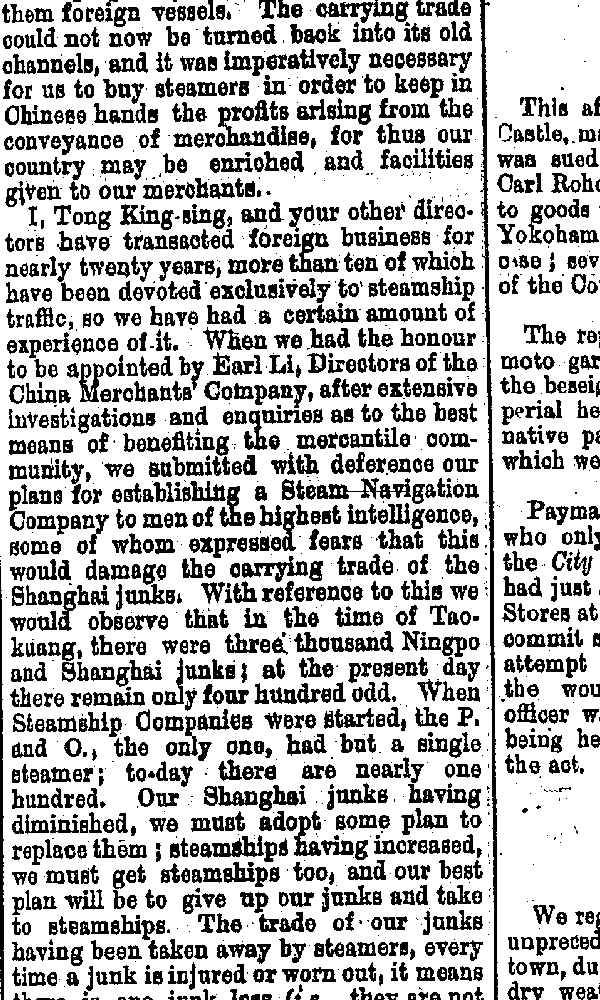 them foreign vessels. The carrying trade
could not now be turned back into its old
channels, and it was imperatively necessary
for us to buy steamers in order to keep in
Chinese hands the profits arising from the
conveyance of merchandise, for thus our
country may be enriched and facilities
given to our merchants.
I, Tong King-sing, and your other direc-
tors have transacted foreign business for
nearly twenty years, more than ten of which
have been devoted exclusively to steamship
traffic, so we have had a certain amount of
experience of it. When we had the honour
to be appointed by Earl Li, Directors of the
China Merchants' Company, after extensive
investigations and enquiries as to the best
means of benefiting the mercantile com-
munity, we submitted with deference our
plans for establishing a Steam Navigation
Company to men of the highest intelligence,
some of whom expressed fears that this
would damage the carrying trade of the
Shanghai junks. With reference to this we
would observe that in the time of Tao-
kuang, there were three thousand Ningpo
and Shanghai junks; at the present day
there remain only four hundred odd. When
Steamship Companies were started, the P.
and O., the only one, had but a single
steamer; to-day there are nearly one
hundred. Our Shanghai junks having
diminished, we must adopt some plan to
replace them; steamships having increased,
we must get steamships too, and our best
plan will be to give up our junks and take
to steamships. The trade of our junks
having been taken away by steamers, every
time a junk is injured or worn out, it means
there is one junk less they are not
This af
Castle, ma
was sued
Carl Roho
to goods
Yokoham
case; sev
of the Co
The re
moto gar
the beseig
perial he
native pa
which we
Payma
who only
the City
had just
Stores at
commit s
attempt
the wou
officer w
being he
the act.
We reg
unpreced
town, du
dry wea